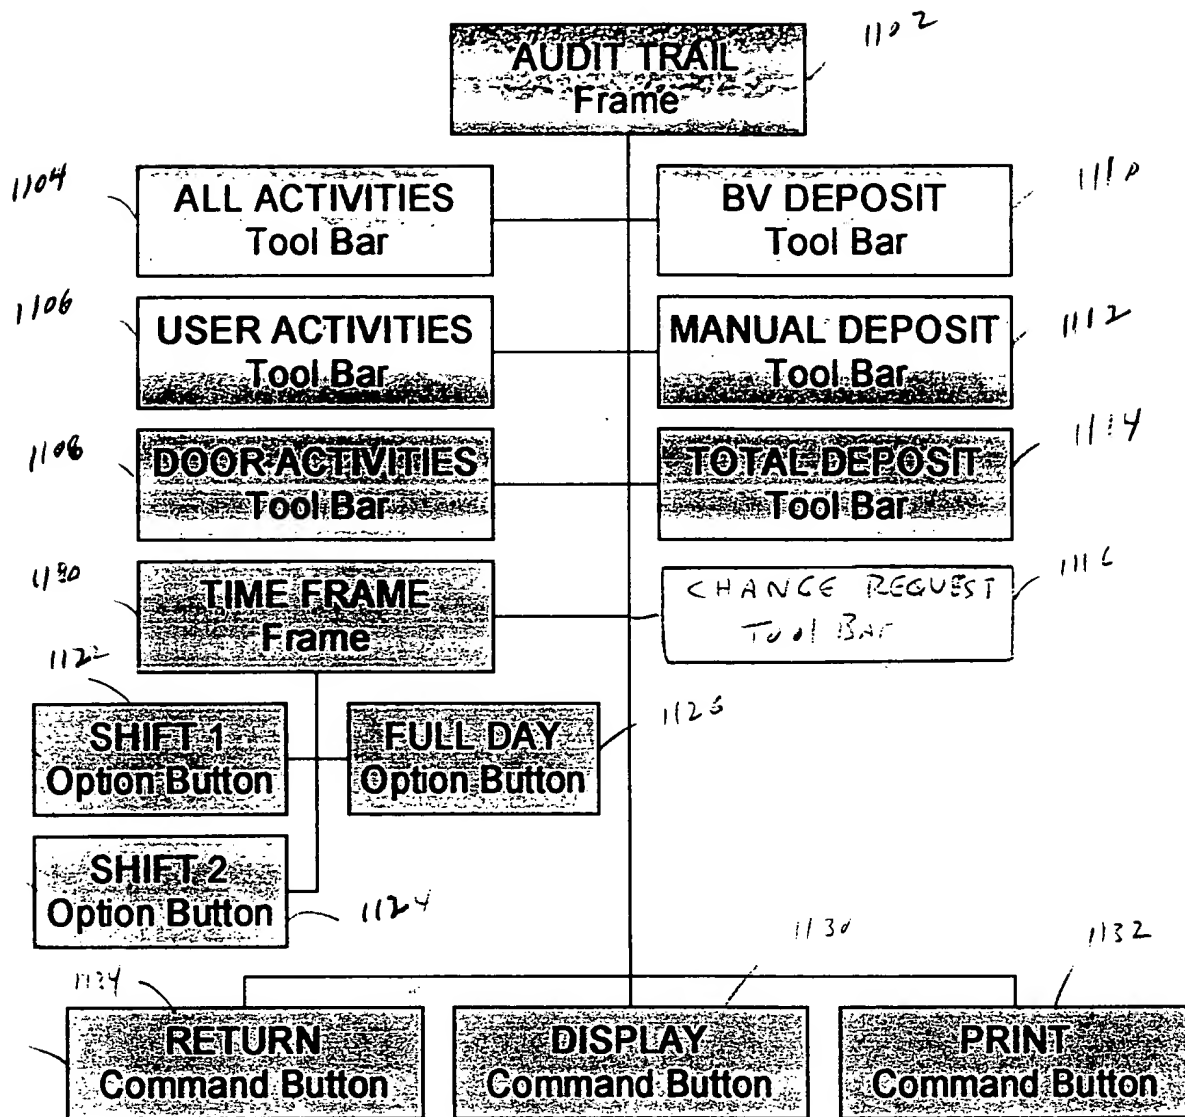 1102
AUDIT TRAIL
Frame
1104
ALL ACTIVITIES
Tool Bar
BV DEPOSIT
Tool Bar
1110
1106
USER ACTIVITIES
Tool Bar
MANUAL DEPOSIT
Tool Bar
1112
1108
DOOR ACTIVITIES
Tool Bar
TOTAL DEPOSIT
Tool Bar
1114
TIME FRAME
Frame
CHANGE REQUEST
Tool Bar
1116
1122
SHIFT 1
Option Button
FULL DAY
Option Button
1126
SHIFT 2
Option Button
1124
1130
1132
1134
RETURN
Command Button
DISPLAY
Command Button
PRINT
Command Button